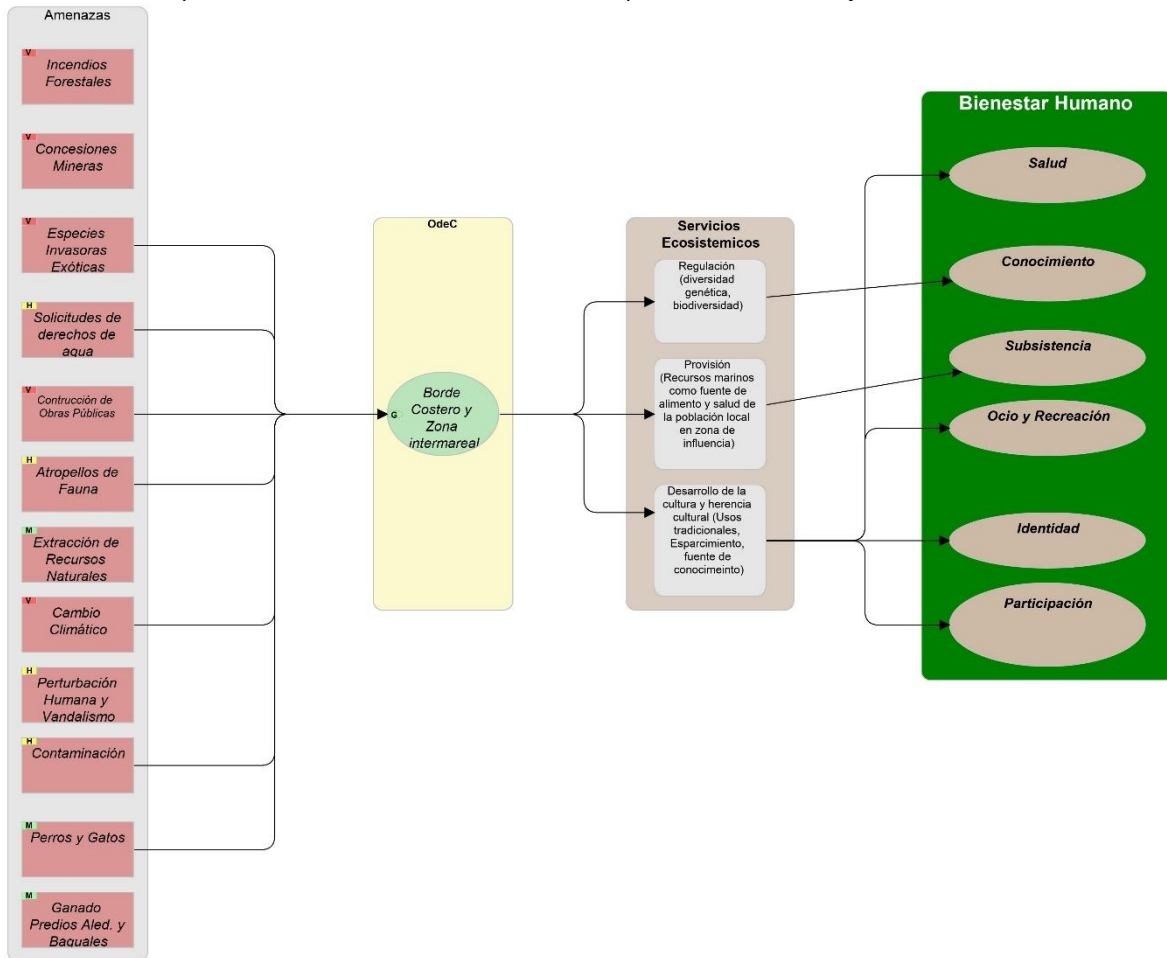 Amenazas
V
Incendios
Forestales
V
Concesiones
Mineras
V
Especies
Invasoras
Exóticas
H
Solicitudes de
derechos de
agua
V
Contrucción de
Obras Públicas
H
Atropellos de
Fauna
M
Extracción de
Recursos
Naturales
V
Cambio
Climático
H
Perturbación
Humana y
Vandalismo
H
Contaminación
M
Perros y Gatos
M
Ganado
Predios Aled. y
Baguales
OdeC
G
Borde
Costero y
Zona
intermareal
Servicios
Ecosistemicos
Regulación
(diversidad
genética,
biodiversidad)
Provisión
(Recursos marinos
como fuente de
alimento y salud de
la población local
en zona de
influencia)
Desarrollo de la
cultura y herencia
cultural (Usos
tradicionales,
Esparcimiento,
fuente de
conocimeinto)
Bienestar Humano
Salud
Conocimiento
Subsistencia
Ocio y Recreación
Identidad
Participación